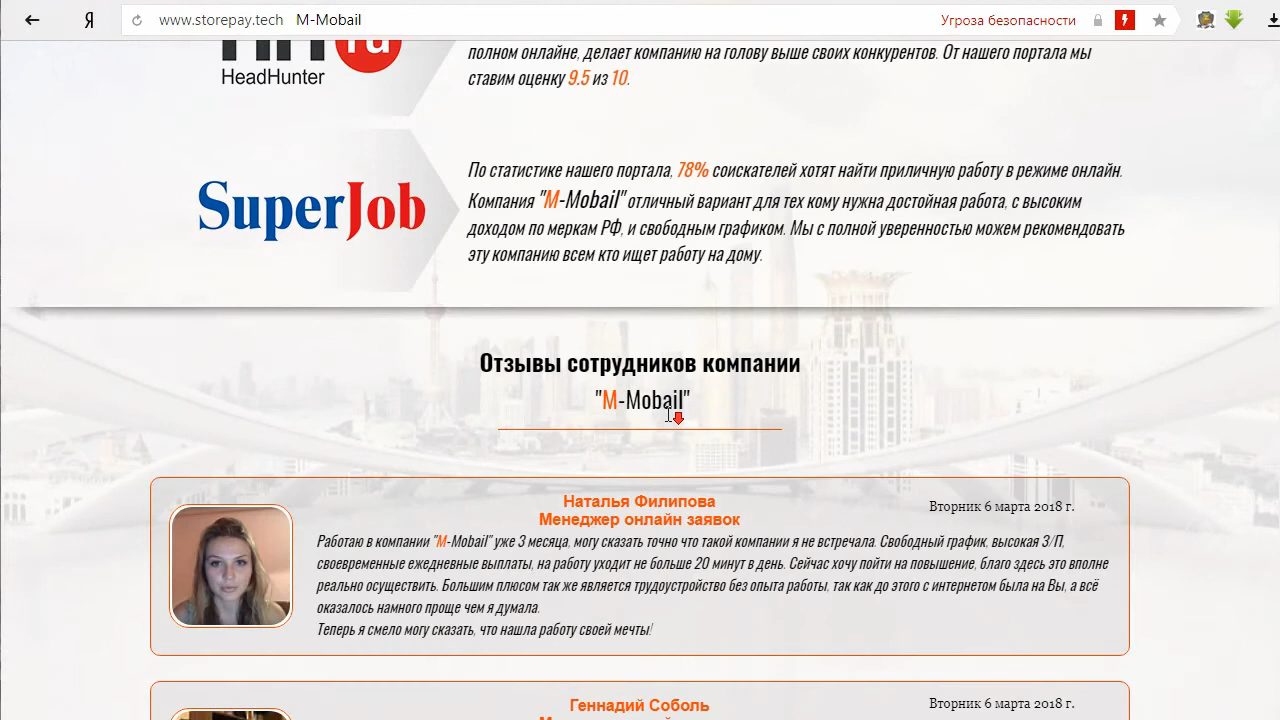 Я www.storepay.tech M-Mobail Угроза безопасности
полном онлайне, делает компанию на голову выше своих конкурентов. От нашего портала мы
HeadHunter
ставим оценку 9.5 из 10.
По статистике нашего портала, 78% соискателей хотят найти приличную работу в режиме онлайн.
SuperJob
Компания "M-Mobail" отличный вариант для тех кому нужна достойная работа, с высоким
доходом по меркам РФ, и свободным графиком. Мы с полной уверенностью можем рекомендовать
эту компанию всем кто ищет работу на дому.
Отзывы сотрудников компании
"M-Mobail"
Наталья Филипова
Вторник 6 марта 2018 г.
Менеджер онлайн заявок
Работаю в компании "M-Mobail" уже 3 месяца, могу сказать точно что такой компании я не встречала. Свободный график, высокая З/П,
своевременные ежедневные выплаты, на работу уходит не больше 20 минут в день. Сейчас хочу пойти на повышение, благо здесь это вполне
реально осуществить. Большим плюсом так же является трудоустройство без опыта работы, так как до этого с интернетом была на Вы, а всё
оказалось намного проще чем я думала.
Теперь я смело могу сказать, что нашла работу своей мечты!
Геннадий Соболь
Вторник 6 марта 2018 г.